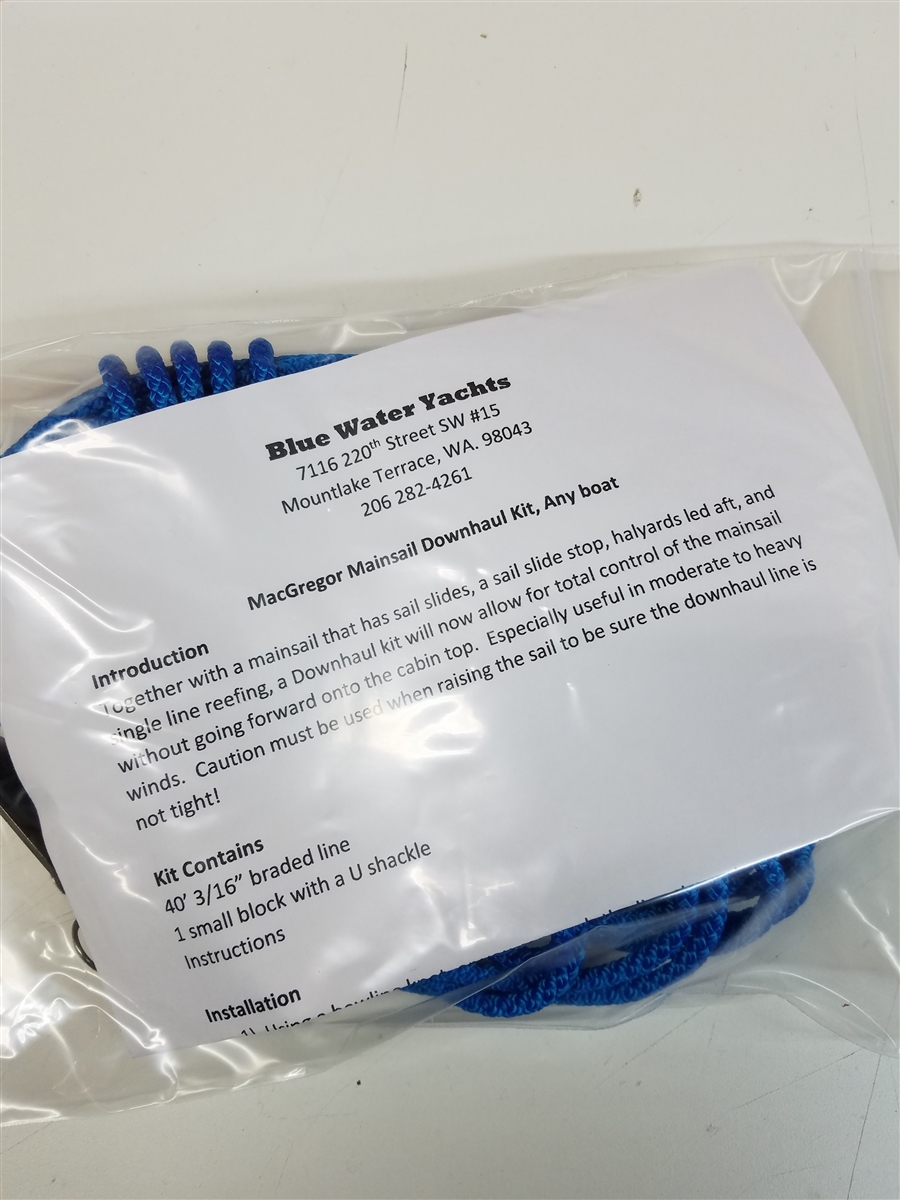 Blue Water Yachts
7116 220th Street SW #15
Mountlake Terrace, WA. 98043
206 282-4261
MacGregor Mainsail Downhaul Kit, Any boat
Introduction
Together with a mainsail that has sail slides, a sail slide stop, halyards led aft, and
single line reefing, a Downhaul kit will now allow for total control of the mainsail
without going forward onto the cabin top. Especially useful in moderate to heavy
winds. Caution must be used when raising the sail to be sure the downhaul line is
not tight!
Kit Contains
40' 3/16" braded line
1 small block with a U shackle
Instructions
Installation
1) Using a bowline